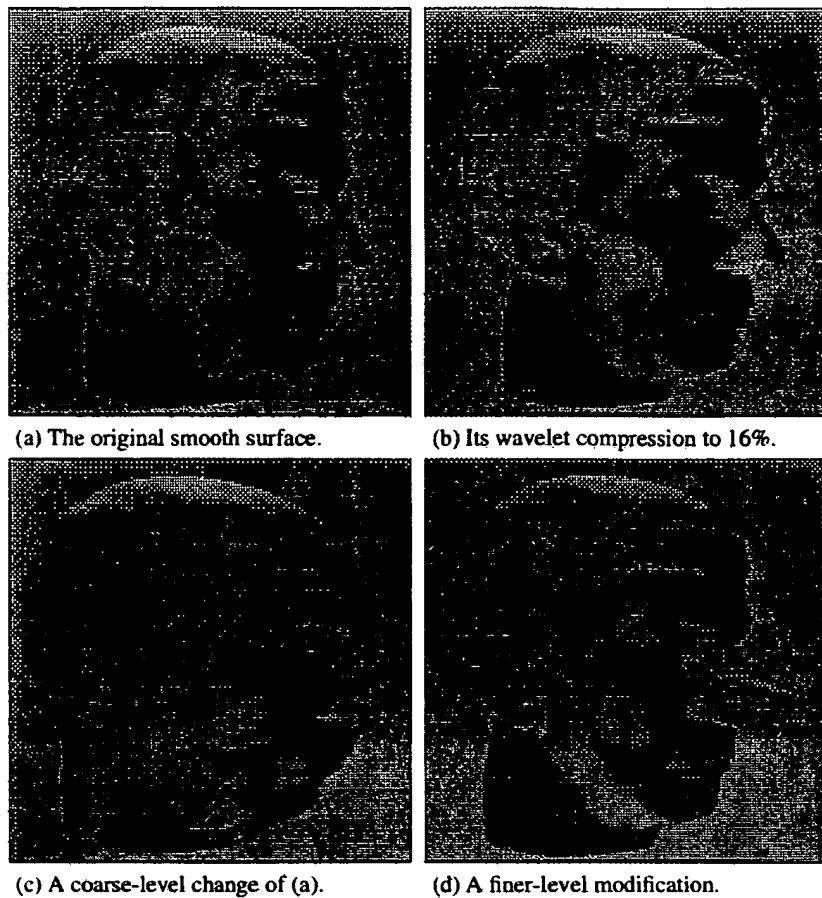 (a) The original smooth surface.
(b) Its wavelet compression to 16%.
(c) A coarse-level change of (a).
(d) A finer-level modification.